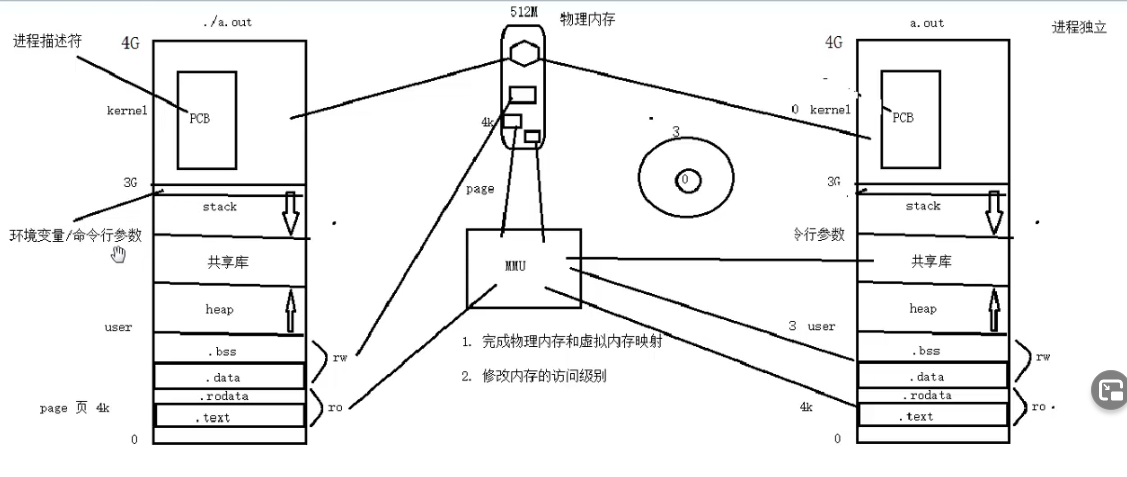 ./a.out
512M
物理内存
a.out
进程独立
进程描述符
4G
4G
kernel
PCB
4k
3
0
0 kernel
PCB
3G
page
3G
stack
stack
环境变量/命令行参数
令行参数
共享库
MMU
共享库
heap
heap
user
3 user
1. 完成物理内存和虚拟内存映射
.bss
rw
.bss
rw
2. 修改内存的访问级别
.data
.data
.rodata
.rodata
page 页 4k
ro
4k
ro
.text
.text
0
0